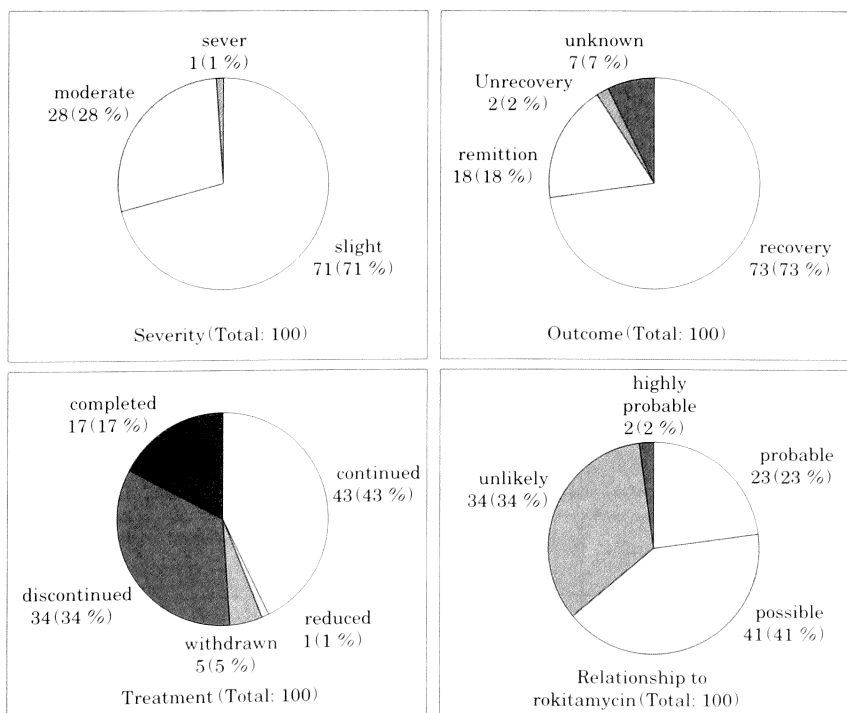 sever
1(1 %)
moderate
28(28 %)
slight
71(71 %)
Severity(Total: 100)
unknown
7(7 %)
Unrecovery
2(2 %)
remittion
18(18 %)
recovery
73(73 %)
Outcome(Total: 100)
completed
17(17 %)
continued
43(43 %)
discontinued
34(34 %)
reduced
1(1 %)
withdrawn
5(5 %)
Treatment (Total: 100)
highly
probable
2(2 %)
probable
23(23 %)
unlikely
34(34 %)
possible
41(41 %)
Relationship to
rokitamycin(Total: 100)